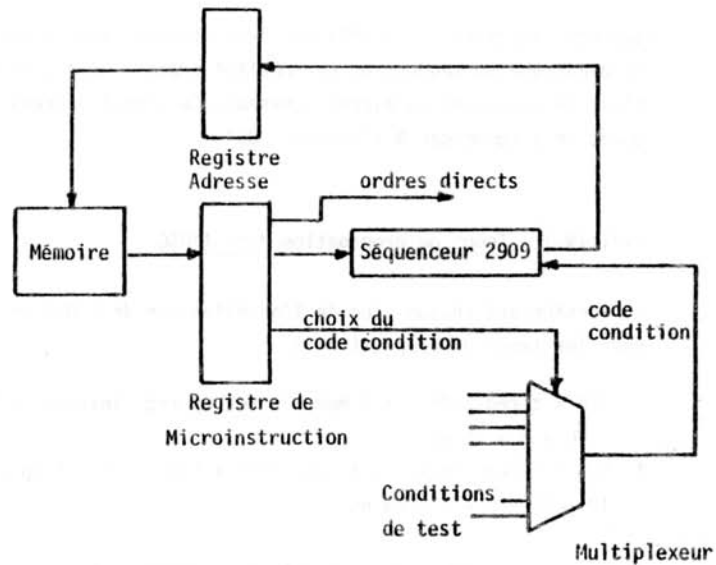 Registre
Adresse
ordres directs
Mémoire
Séquenceur 2909
choix du
code condition
code
condition
Registre de
Microinstruction
Conditions
de test
Multiplexeur